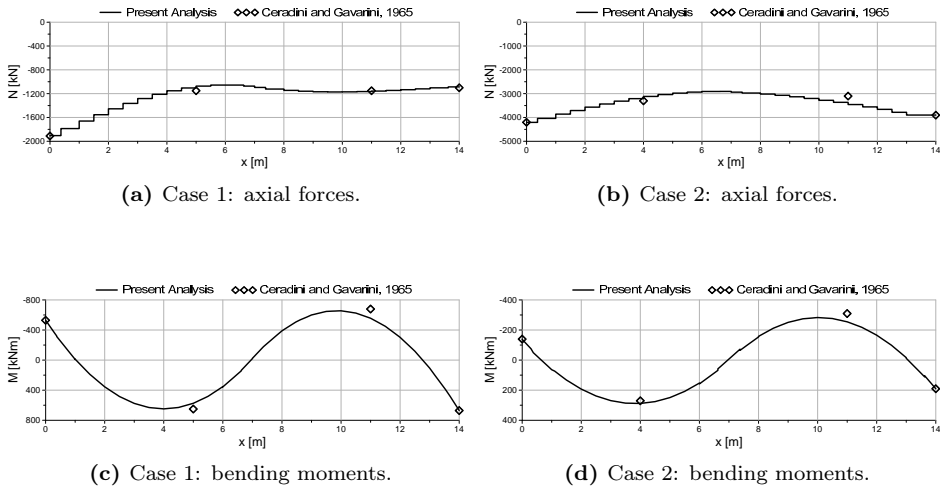 Present Analysis Ceradini and Gavarini, 1965
0
-400
-800
-1200
-1600
-2000
N [kN]
0 2 4 6 8 10 12 14
x [m]
(a) Case 1: axial forces.
Present Analysis Ceradini and Gavarini, 1965
0
-1000
-2000
-3000
-4000
-5000
N [kN]
0 2 4 6 8 10 12 14
x [m]
(b) Case 2: axial forces.
Present Analysis Ceradini and Gavarini, 1965
-800
-400
0
400
800
M [kNm]
0 2 4 6 8 10 12 14
x [m]
(c) Case 1: bending moments.
Present Analysis Ceradini and Gavarini, 1965
-400
-200
0
200
400
M [kNm]
0 2 4 6 8 10 12 14
x [m]
(d) Case 2: bending moments.